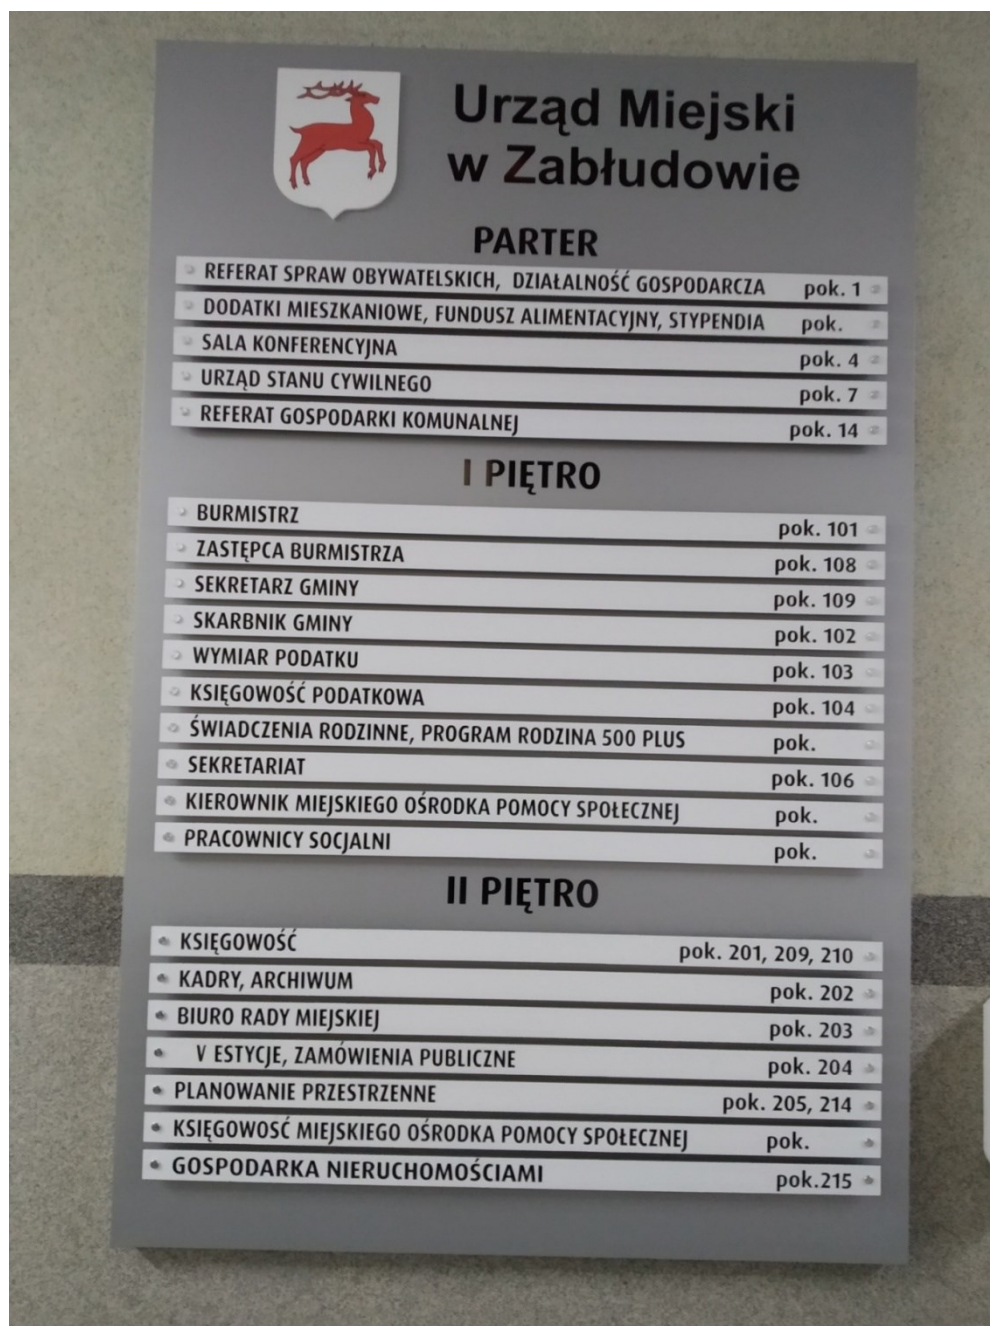 Urząd Miejski
w Zabłudowie
PARTER
REFERAT SPRAW OBYWATELSKICH, DZIAŁALNOŚĆ GOSPODARCZA pok. 1
DODATKI MIESZKANIOWE, FUNDUSZ ALIMENTACYJNY, STYPENDIA pok.
SALA KONFERENCYJNA pok. 4
URZĄD STANU CYWILNEGO pok. 7
REFERAT GOSPODARKI KOMUNALNEJ pok. 14
I PIĘTRO
BURMISTRZ pok. 101
ZASTĘPCA BURMISTRZA pok. 108
SEKRETARZ GMINY pok. 109
SKARBNIK GMINY pok. 102
WYMIAR PODATKU pok. 103
KSIĘGOWOŚĆ PODATKOWA pok. 104
ŚWIADCZENIA RODZINNE, PROGRAM RODZINA 500 PLUS pok.
SEKRETARIAT pok. 106
KIEROWNIK MIEJSKIEGO OŚRODKA POMOCY SPOŁECZNEJ pok.
PRACOWNICY SOCJALNI pok.
II PIĘTRO
KSIĘGOWOŚĆ pok. 201, 209, 210
KADRY, ARCHIWUM pok. 202
BIURO RADY MIEJSKIEJ pok. 203
V ESTYCJE, ZAMÓWIENIA PUBLICZNE pok. 204
PLANOWANIE PRZESTRZENNE pok. 205, 214
KSIĘGOWOŚĆ MIEJSKIEGO OŚRODKA POMOCY SPOŁECZNEJ pok.
GOSPODARKA NIERUCHOMOŚCIAMI pok.215